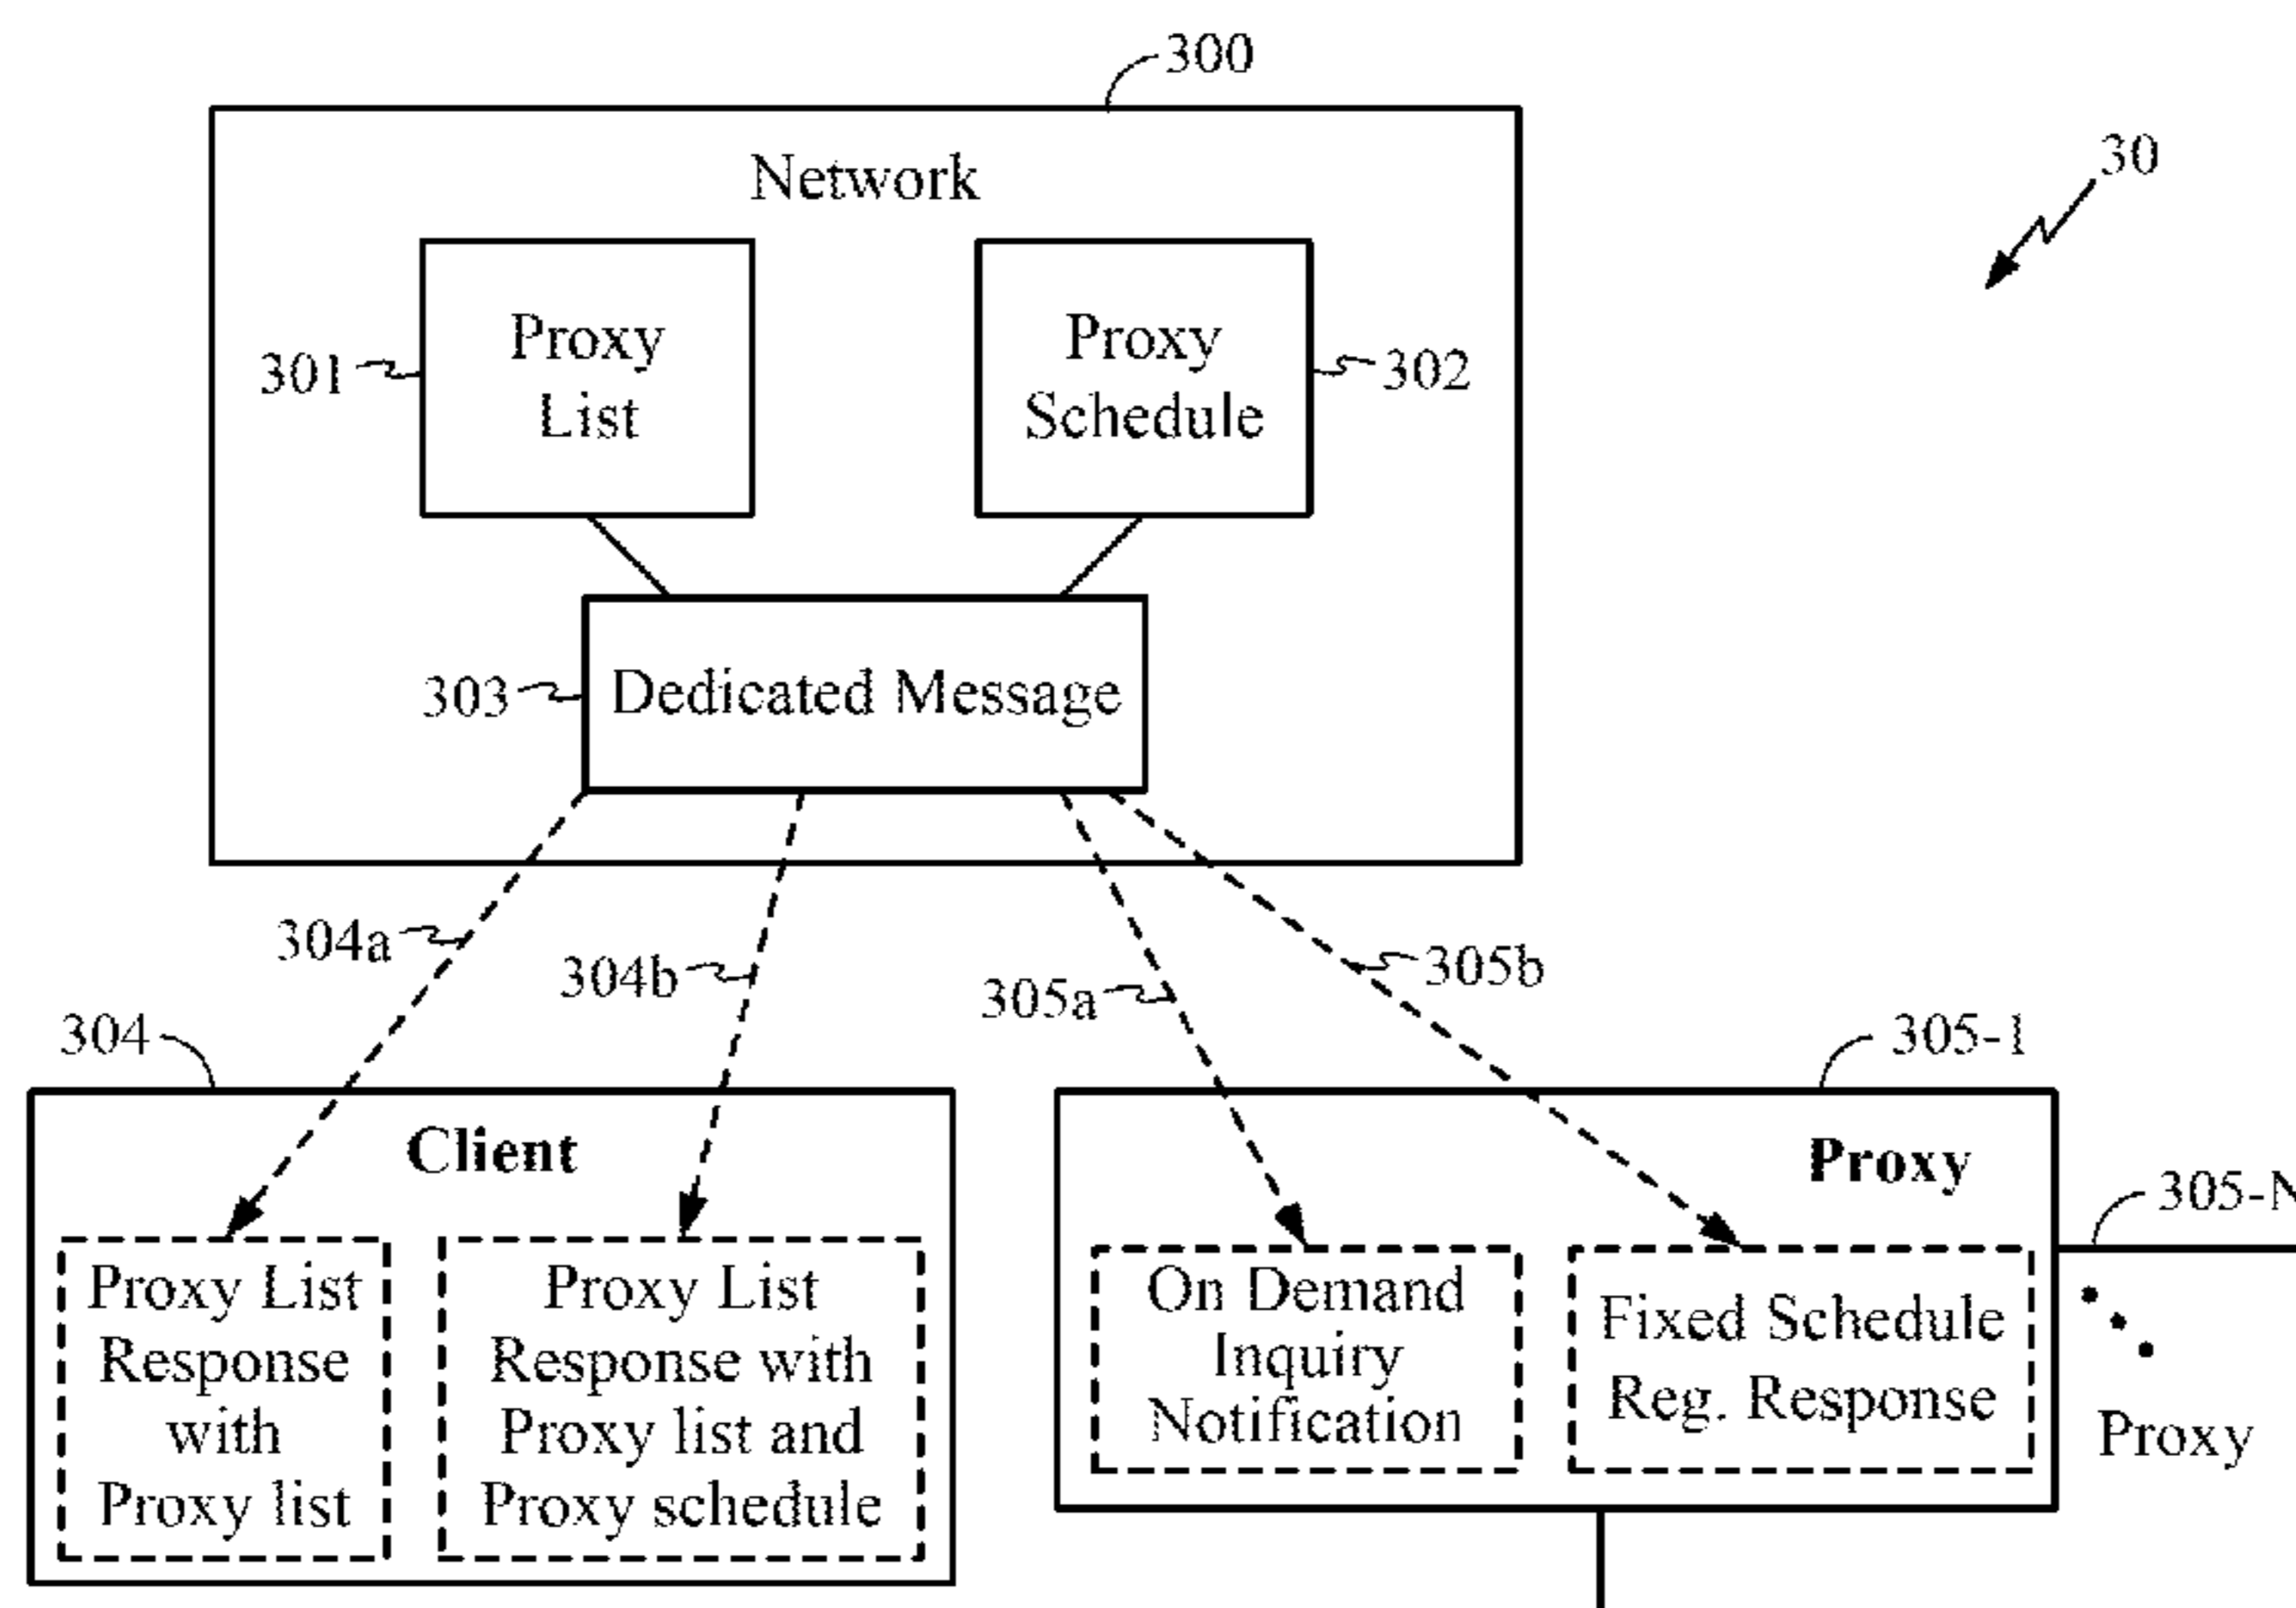 300
30
Network
Proxy
List
301
Proxy
Schedule
302
303
Dedicated Message
304a
304b
305a
305b
304
305-1
Client
Proxy
305-N
Proxy List
Response
with
Proxy list
Proxy List
Response with
Proxy list and
Proxy schedule
On Demand
Inquiry
Notification
Fixed Schedule
Reg. Response
Proxy